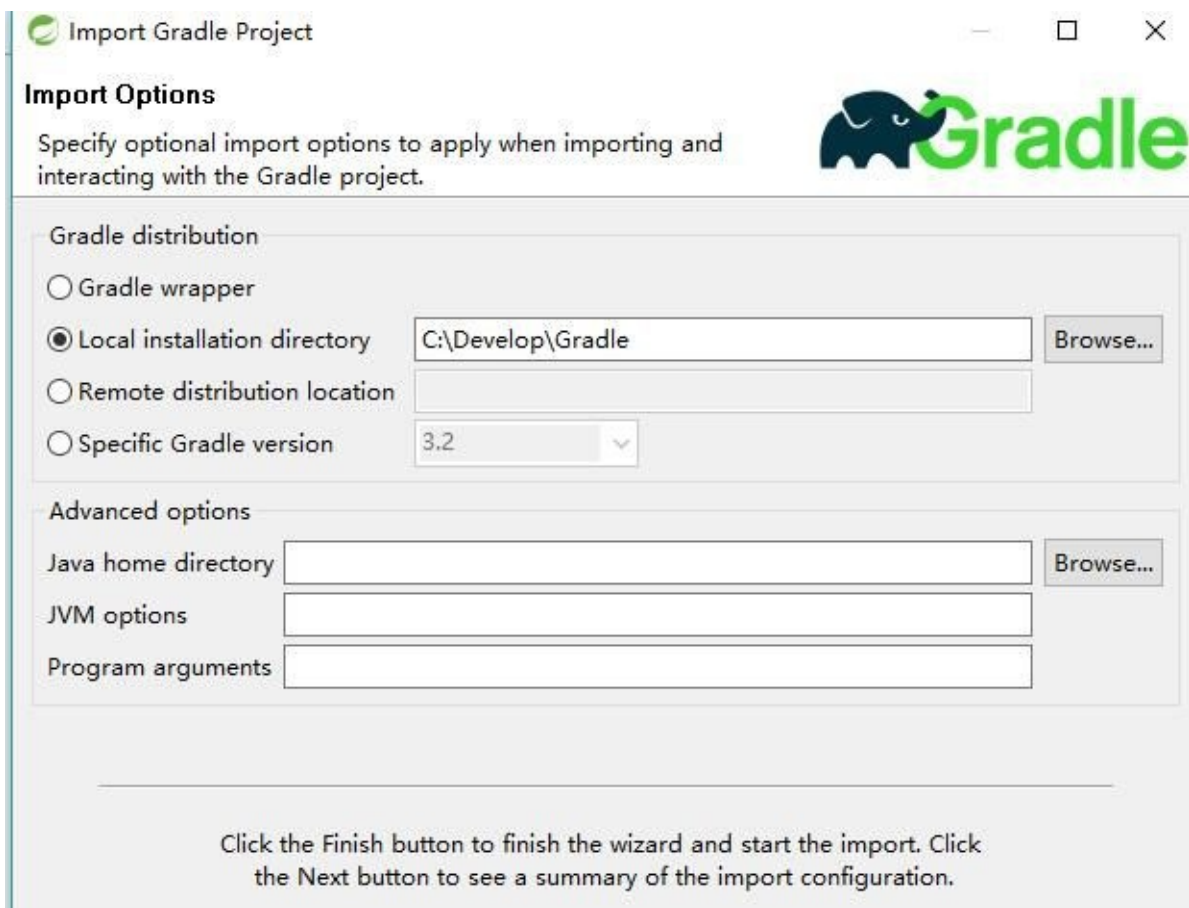 Import Gradle Project
Import Options
Gradle
Specify optional import options to apply when importing and
interacting with the Gradle project.
Gradle distribution
Gradle wrapper
Local installation directory C:\Develop\Gradle Browse...
Remote distribution location
Specific Gradle version 3.2
Advanced options
Java home directory Browse...
JVM options
Program arguments
Click the Finish button to finish the wizard and start the import. Click
the Next button to see a summary of the import configuration.